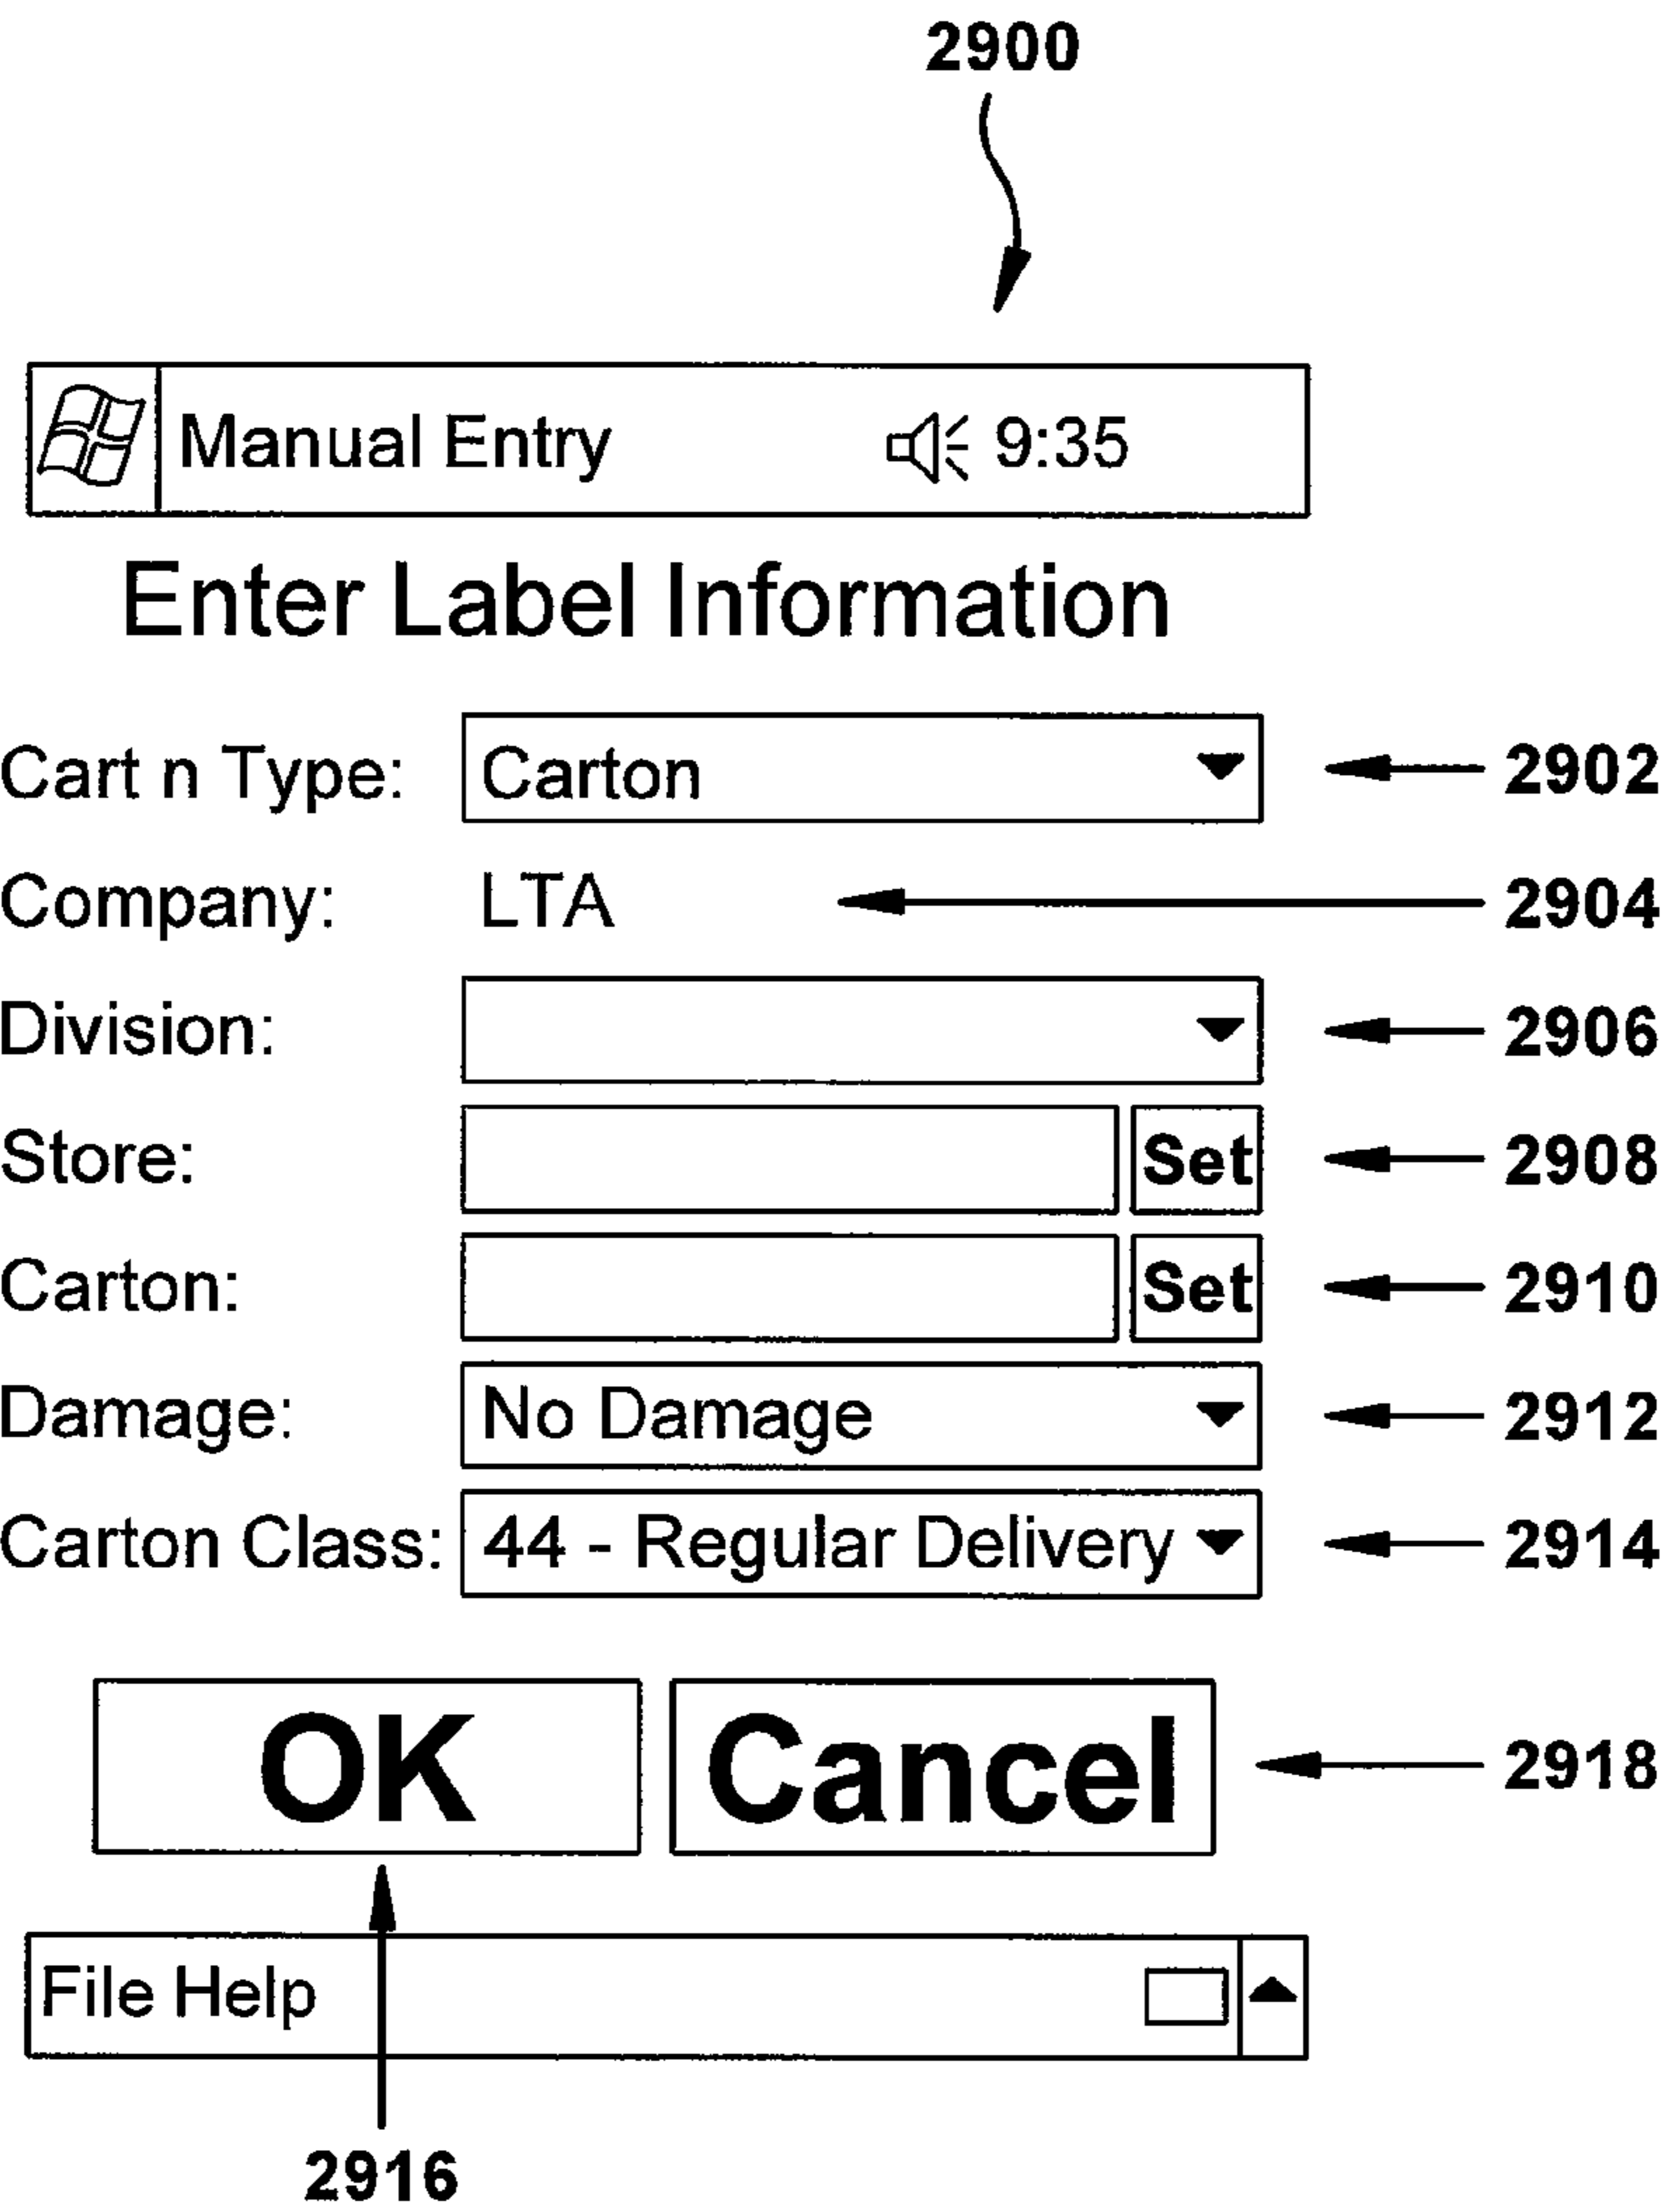 2900
Manual Entry 9:35
Enter Label Information
Cart n Type: Carton 2902
Company: LTA 2904
Division: 2906
Store: Set 2908
Carton: Set 2910
Damage: No Damage 2912
Carton Class: 44 - Regular Delivery 2914
OK Cancel 2918
File Help
2916